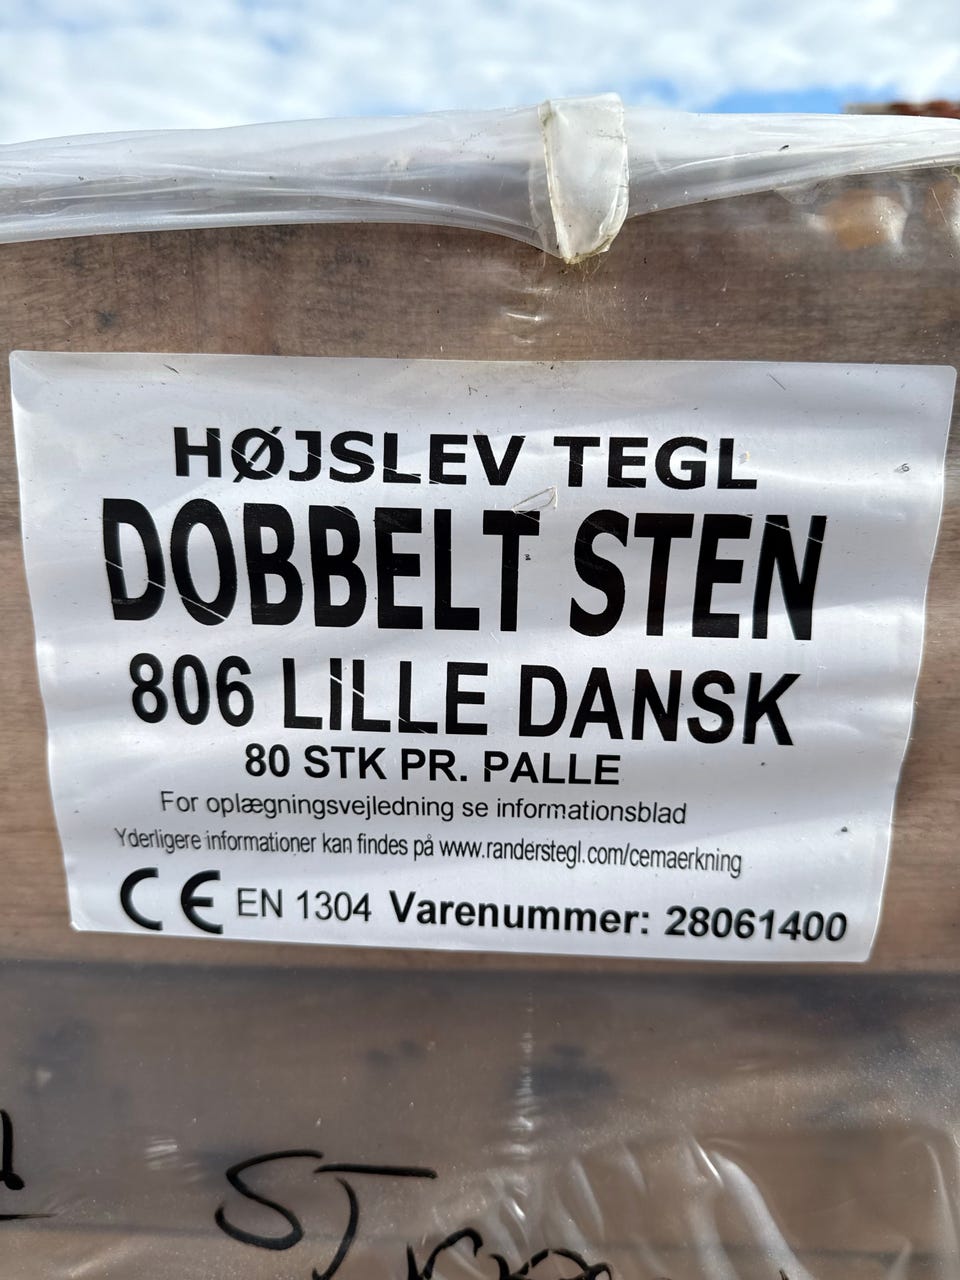 HØJSLEV TEGL
DOBBELT STEN
806 LILLE DANSK
80 STK PR. PALLE
For oplægningsvejledning se informationsblad
Yderligere informationer kan findes på www.randerstegl.com/cemaerkning
CE EN 1304 Varenummer: 28061400